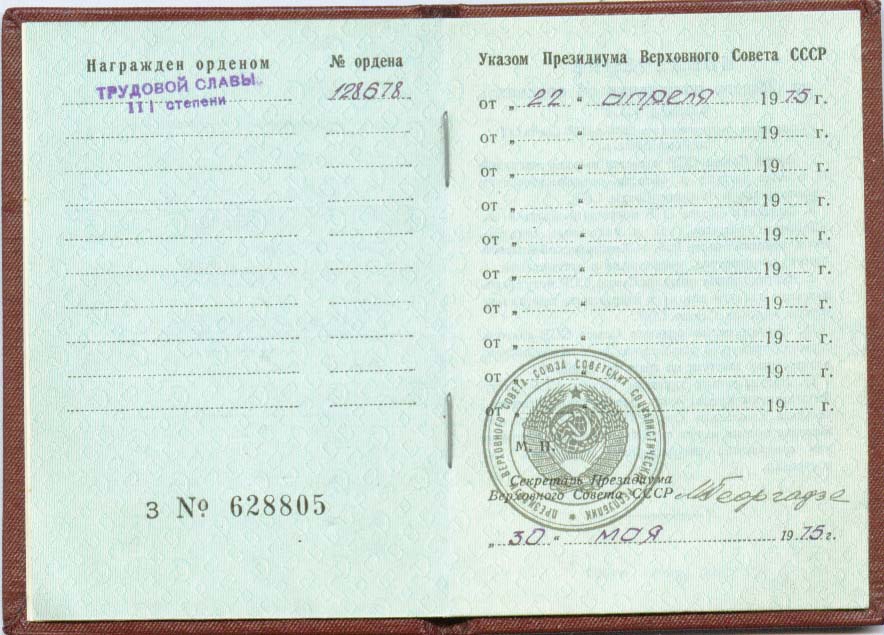 Награжден орденом
№ ордена
ТРУДОВОЙ СЛАВЫ
III степени
128678
З № 628805
Указом Президиума Верховного Совета СССР
от „ 22 “ апреля 1975 г.
от „ “ 19 г.
от „ “ 19 г.
от „ “ 19 г.
от „ “ 19 г.
от „ “ 19 г.
от „ “ 19 г.
от „ “ 19 г.
от „ “ 19 г.
от „ “ 19 г.
ПРЕЗИДИУМ ВЕРХОВНОГО СОВЕТА СОЮЗА СОВЕТСКИХ СОЦИАЛИСТИЧЕСКИХ РЕСПУБЛИК
М. П.
Секретарь Президиума
Верховного Совета СССР М Георгадзе
„ 30 “ мая 1975 г.